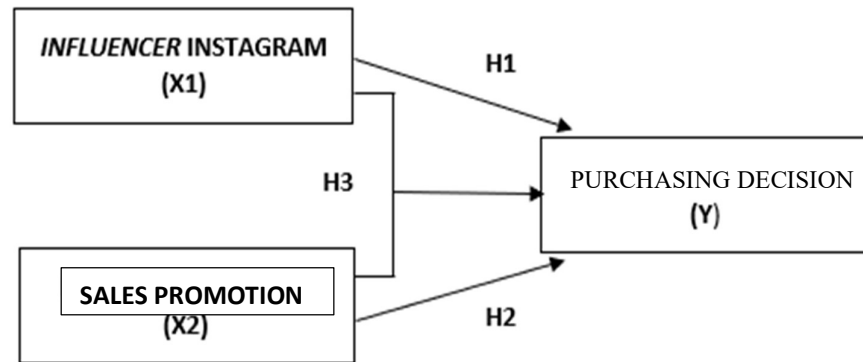 INFLUENCER INSTAGRAM
(X1)
H1
H3
PURCHASING DECISION
(Y)
SALES PROMOTION
(X2)
H2